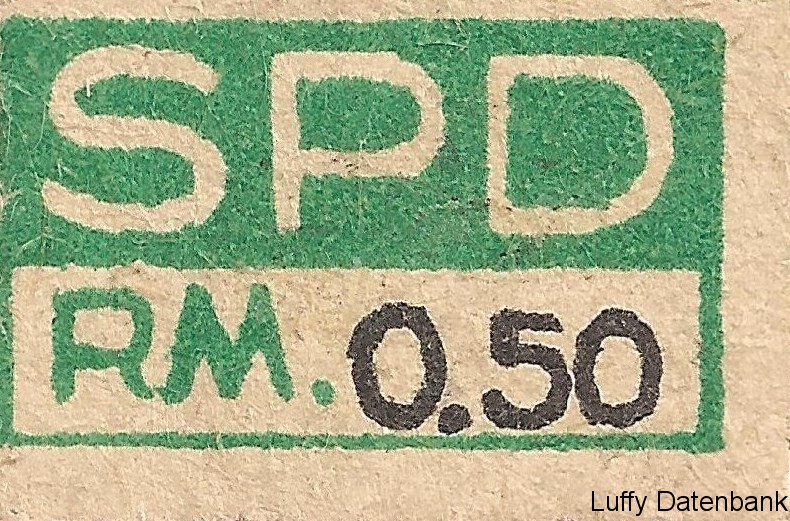 SPD
RM. 0.50
Luffy Datenbank